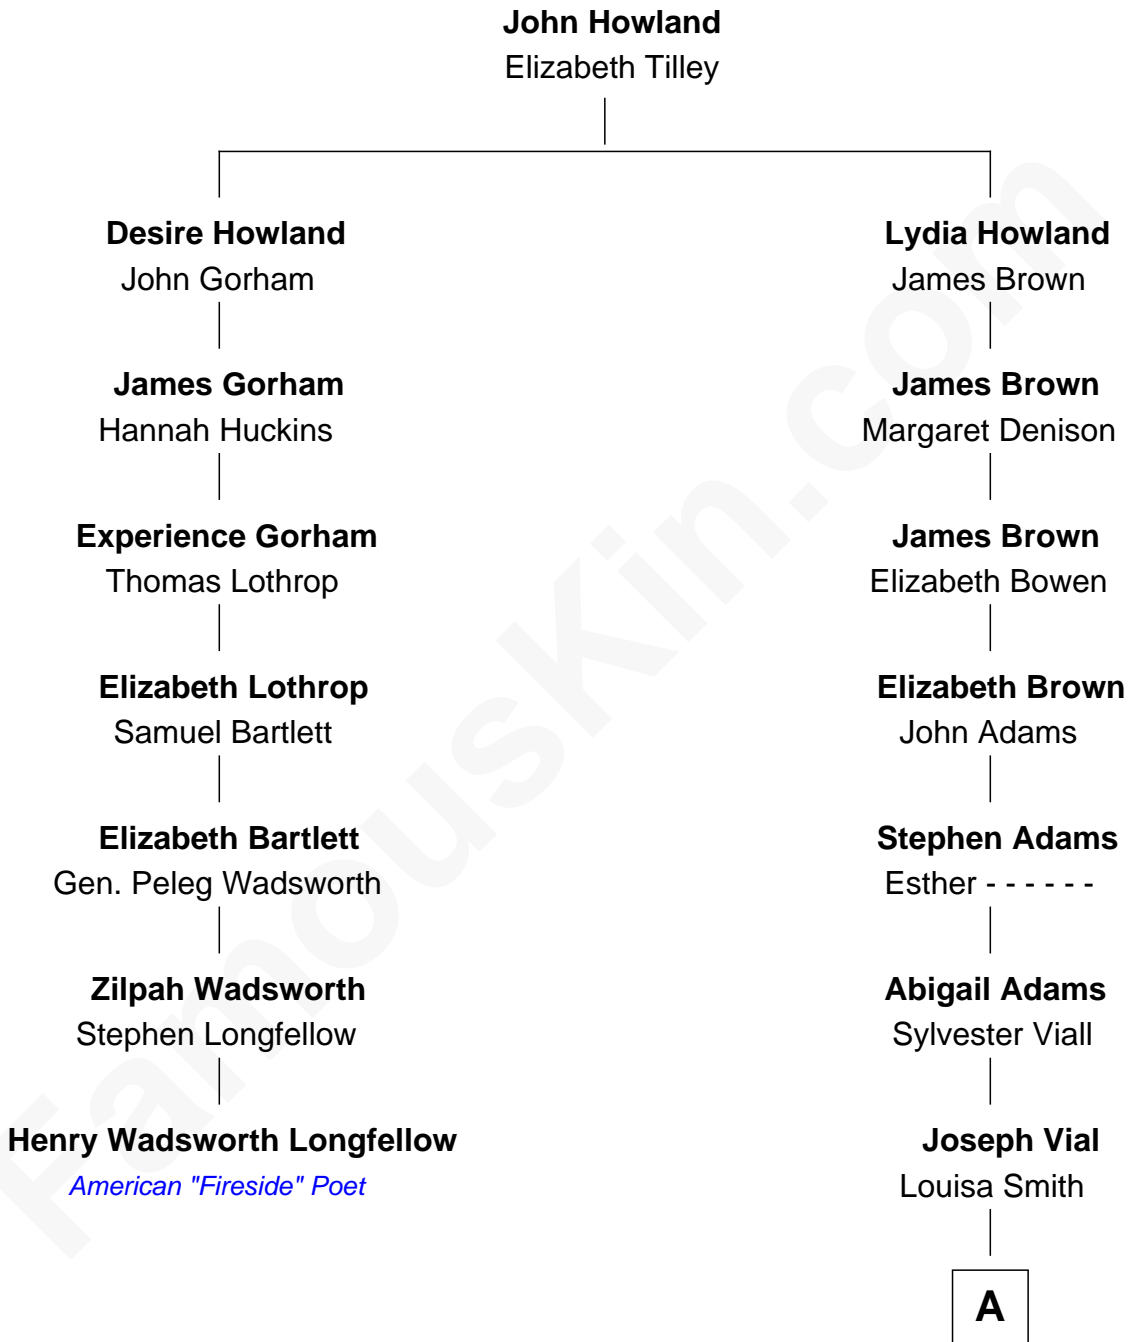 John Howland
Elizabeth Tilley
Desire Howland
John Gorham
Lydia Howland
James Brown
James Gorham
Hannah Huckins
James Brown
Margaret Denison
Experience Gorham
Thomas Lothrop
James Brown
Elizabeth Bowen
Elizabeth Lothrop
Samuel Bartlett
Elizabeth Brown
John Adams
Elizabeth Bartlett
Gen. Peleg Wadsworth
Stephen Adams
Esther - - - - - -
Zilpah Wadsworth
Stephen Longfellow
Abigail Adams
Sylvester Viall
Henry Wadsworth Longfellow
American "Fireside" Poet
Joseph Vial
Louisa Smith
A
FamousKin.com